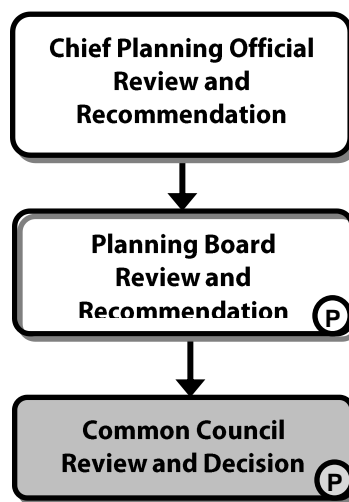 Chief Planning Official
Review and
Recommendation
Planning Board
Review and
Recommendation
P
Common Council
Review and Decision
P